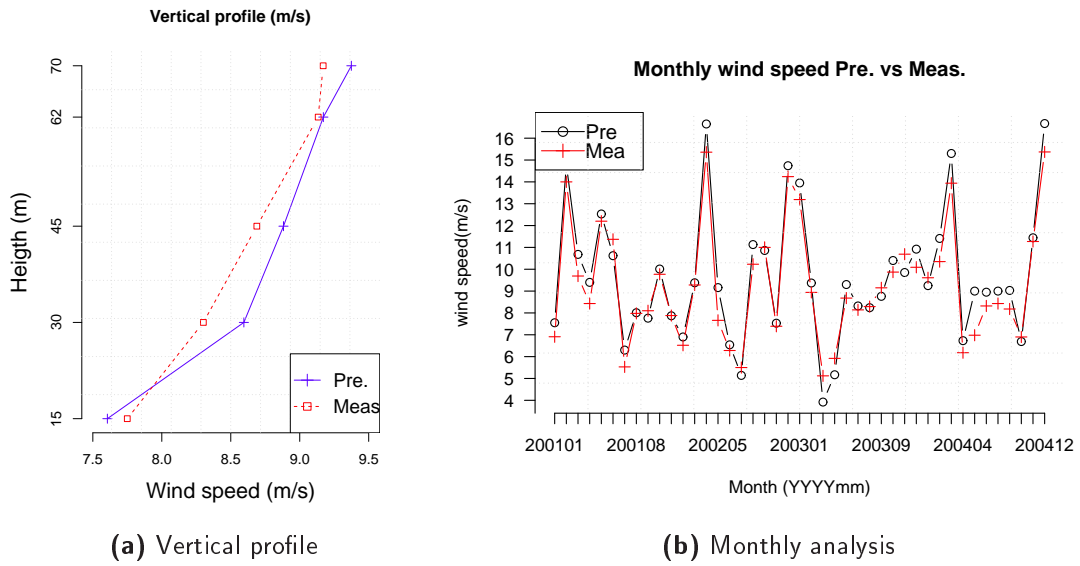 Vertical profile (m/s)
70
62
45
30
15
Heigth (m)
7.5 8.0 8.5 9.0 9.5
Wind speed (m/s)
Pre.
Meas
(a) Vertical profile
Monthly wind speed Pre. vs Meas.
Pre
Mea
16
15
14
13
12
11
10
9
8
7
6
5
4
wind speed(m/s)
200101 200108 200205 200301 200309 200404 200412
Month (YYYYmm)
(b) Monthly analysis